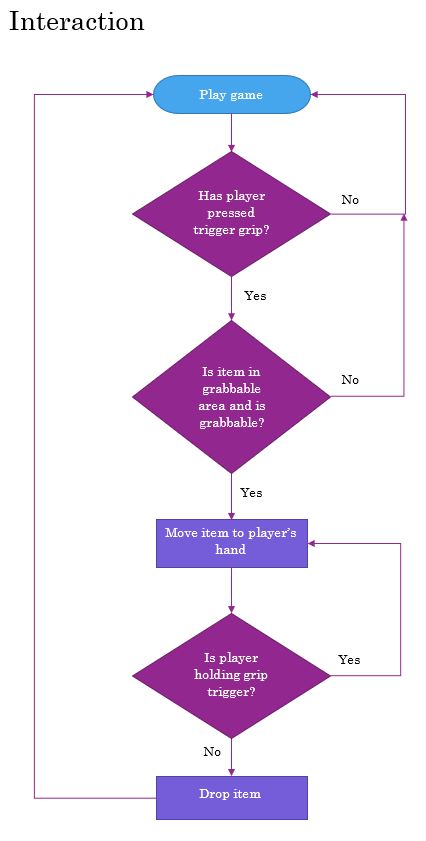 Interaction
Play game
Has player
pressed
trigger grip?
No
Yes
Is item in
grabbable
area and is
grabbable?
No
Yes
Move item to player's
hand
Is player
holding grip
trigger?
Yes
No
Drop item